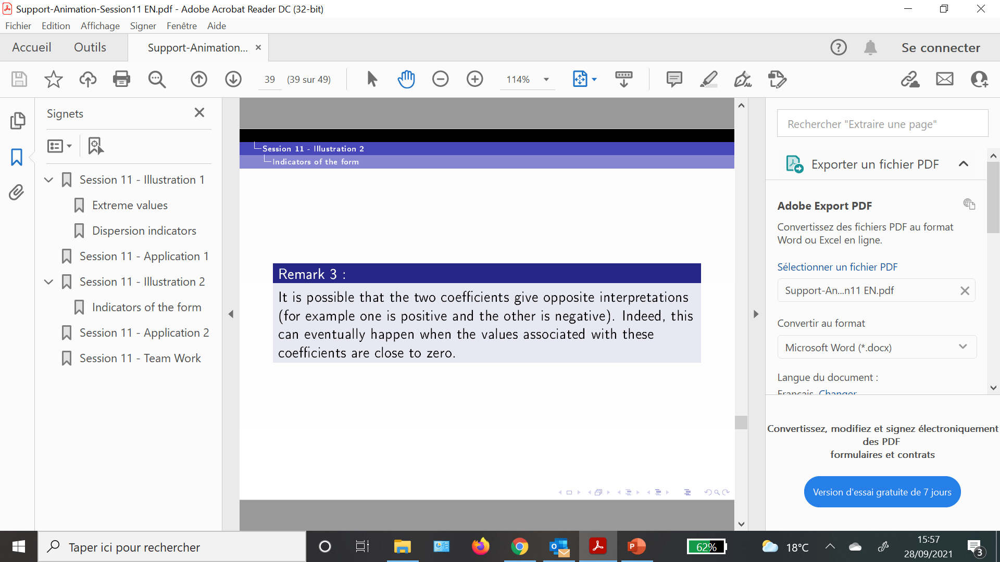 Support-Animation-Session11 EN.pdf - Adobe Acrobat Reader DC (32-bit)
Fichier Edition Affichage Signer Fenêtre Aide
Accueil Outils Support-Animation... × Se connecter
39 (39 sur 49) 114%
Signets
Session 11 - Illustration 1
Extreme values
Dispersion indicators
Session 11 - Application 1
Session 11 - Illustration 2
Indicators of the form
Session 11 - Application 2
Session 11 - Team Work
Session 11 - Illustration 2
Indicators of the form
Remark 3 :
It is possible that the two coefficients give opposite interpretations
(for example one is positive and the other is negative). Indeed, this
can eventually happen when the values associated with these
coefficients are close to zero.
Rechercher "Extraire une page"
Exporter un fichier PDF
Adobe Export PDF
Convertissez des fichiers PDF au format
Word ou Excel en ligne.
Sélectionner un fichier PDF
Support-An...n11 EN.pdf
Convertir au format
Microsoft Word (*.docx)
Langue du document :
Français Changer
Convertissez, modifiez et signez électroniquement
des PDF
formulaires et contrats
Version d'essai gratuite de 7 jours
Taper ici pour rechercher
62%
18°C
15:57
28/09/2021
3